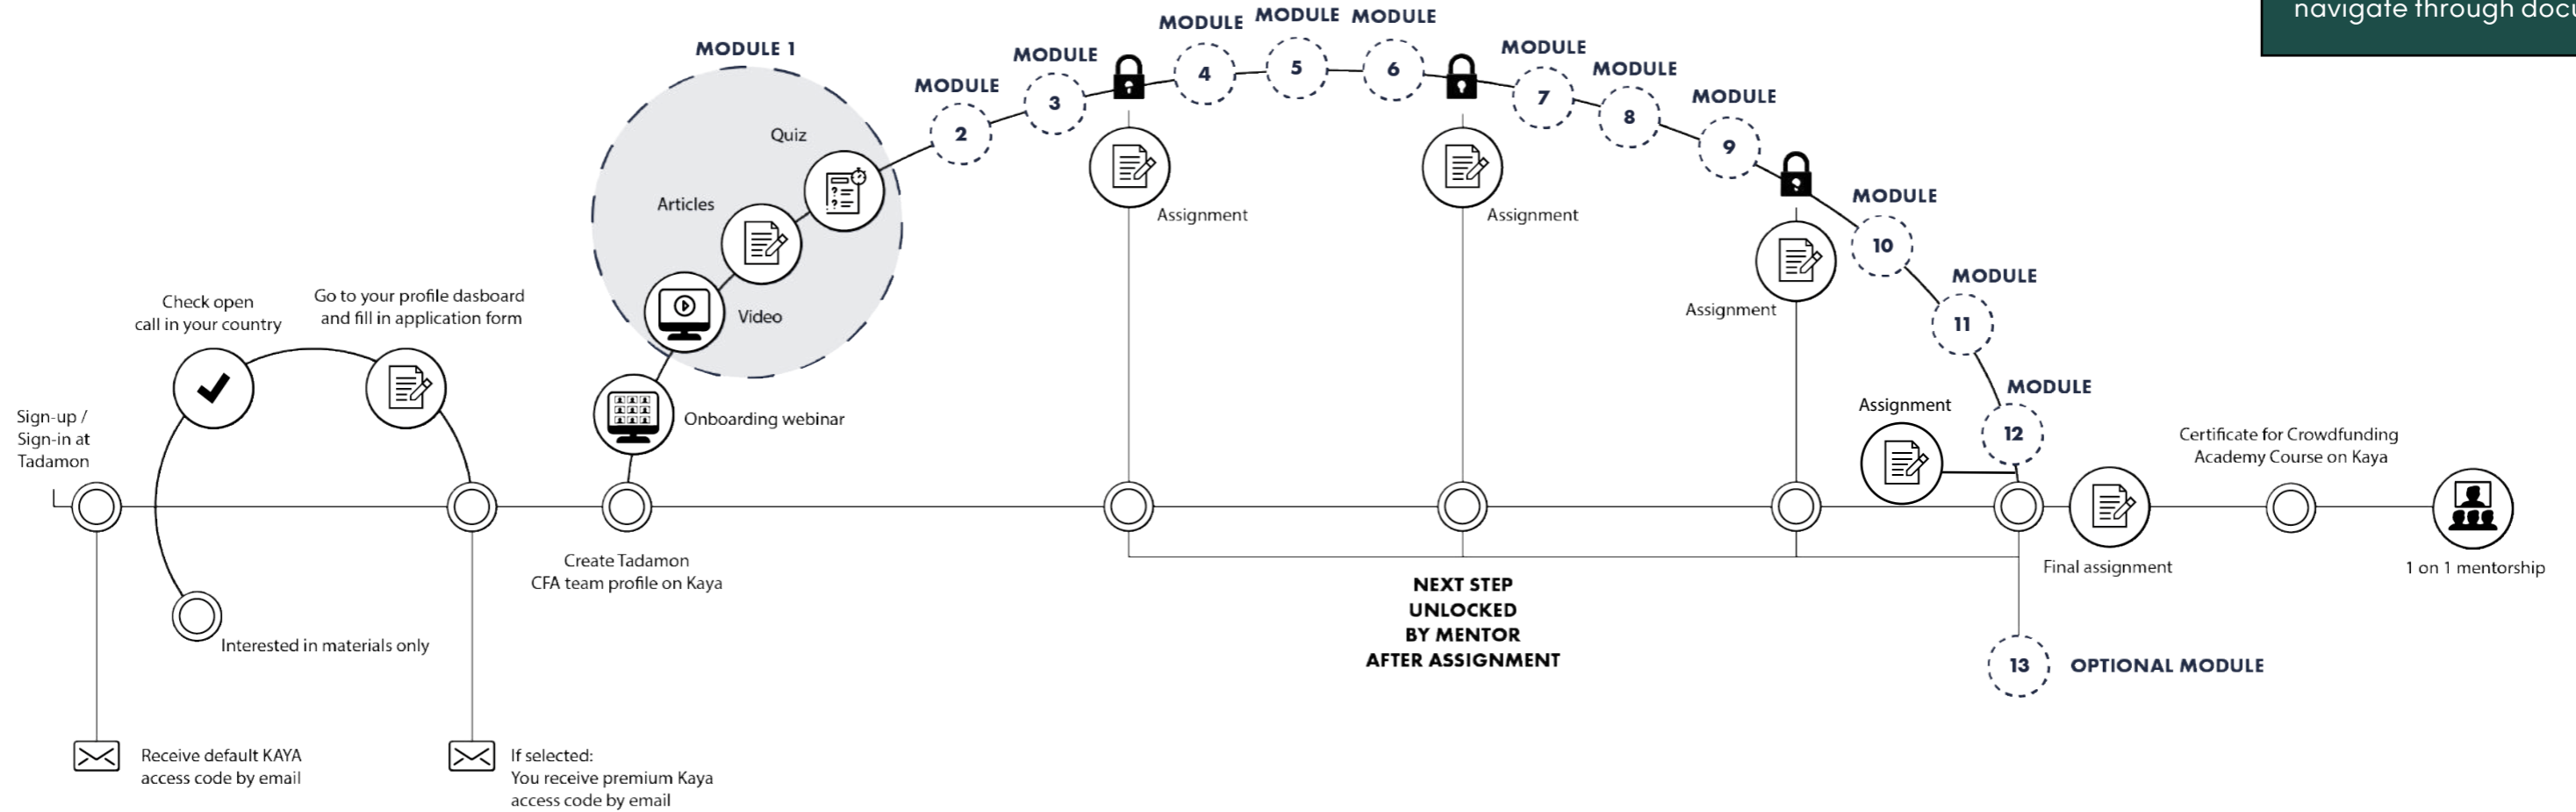 navigate through docu
MODULE 1
Quiz
Articles
Video
Onboarding webinar
MODULE
2
MODULE
3
MODULE
4
MODULE
5
MODULE
6
MODULE
7
MODULE
8
MODULE
9
MODULE
10
MODULE
11
MODULE
12
Assignment
Assignment
Assignment
Assignment
Check open
call in your country
Go to your profile dasboard
and fill in application form
Sign-up /
Sign-in at
Tadamon
Interested in materials only
Create Tadamon
CFA team profile on Kaya
NEXT STEP
UNLOCKED
BY MENTOR
AFTER ASSIGNMENT
Final assignment
Certificate for Crowdfunding
Academy Course on Kaya
1 on 1 mentorship
13
OPTIONAL MODULE
Receive default KAYA
access code by email
If selected:
You receive premium Kaya
access code by email